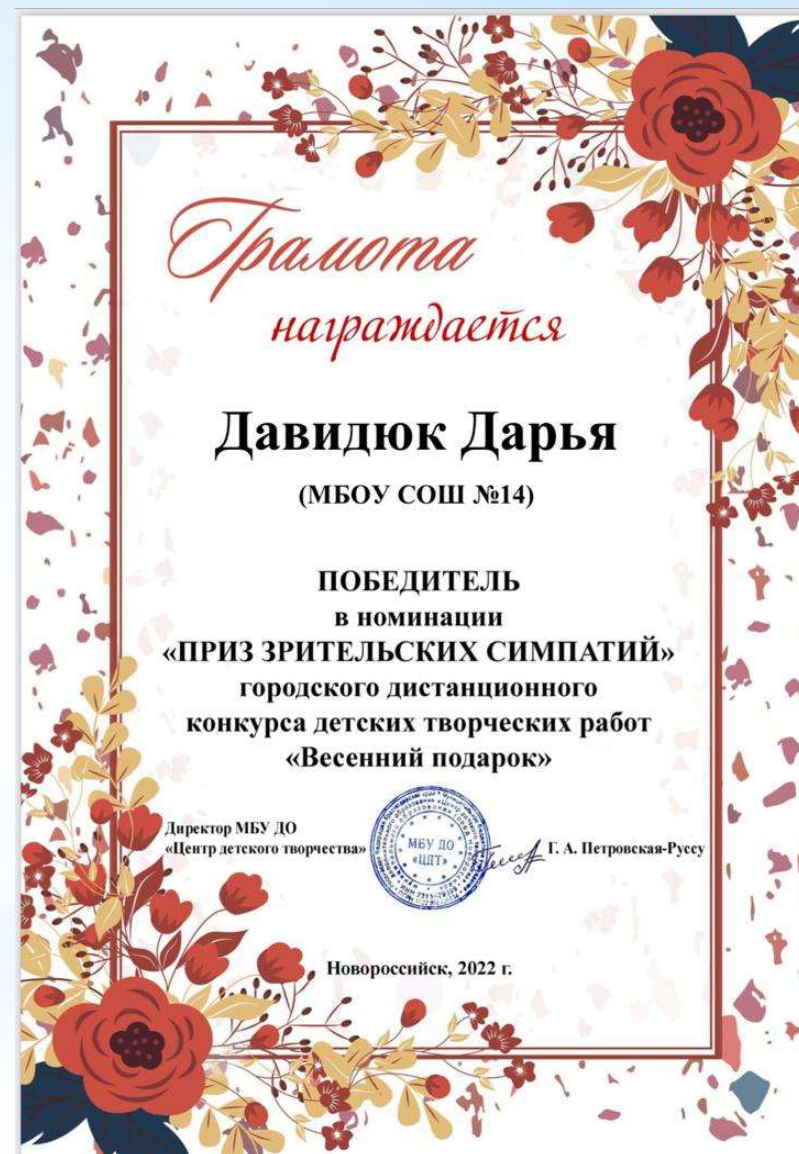 Грамота
награждается
Давидюк Дарья
(МБОУ СОШ №14)
ПОБЕДИТЕЛЬ
в номинации
«ПРИЗ ЗРИТЕЛЬСКИХ СИМПАТИЙ»
городского дистанционного
конкурса детских творческих работ
«Весенний подарок»
Директор МБУ ДО
«Центр детского творчества»
МБУ ДО
«ЦДТ»
Г. А. Петровская-Руссу
Новороссийск, 2022 г.